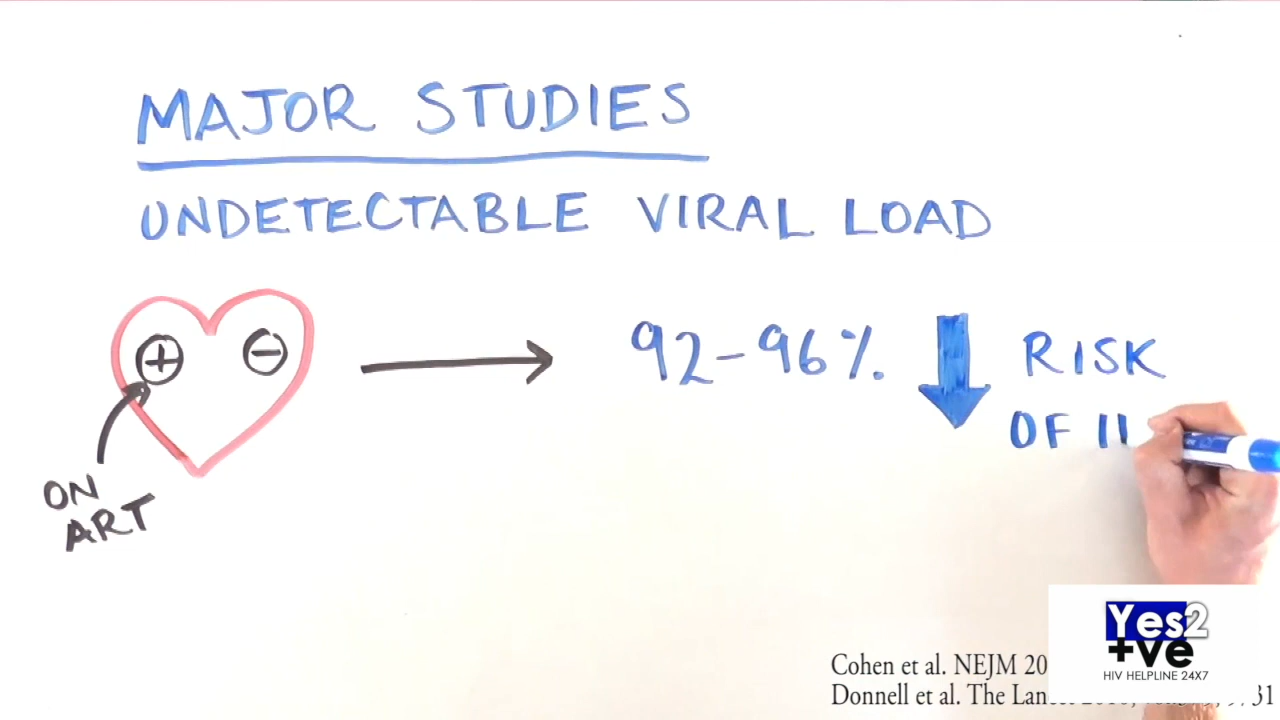 MAJOR STUDIES
UNDETECTABLE VIRAL LOAD
+ −
92-96% RISK
OF
ON
ART
Yes2
+ve
HIV HELPLINE 24X7
Cohen et al. NEJM 20
Donnell et al. The 31